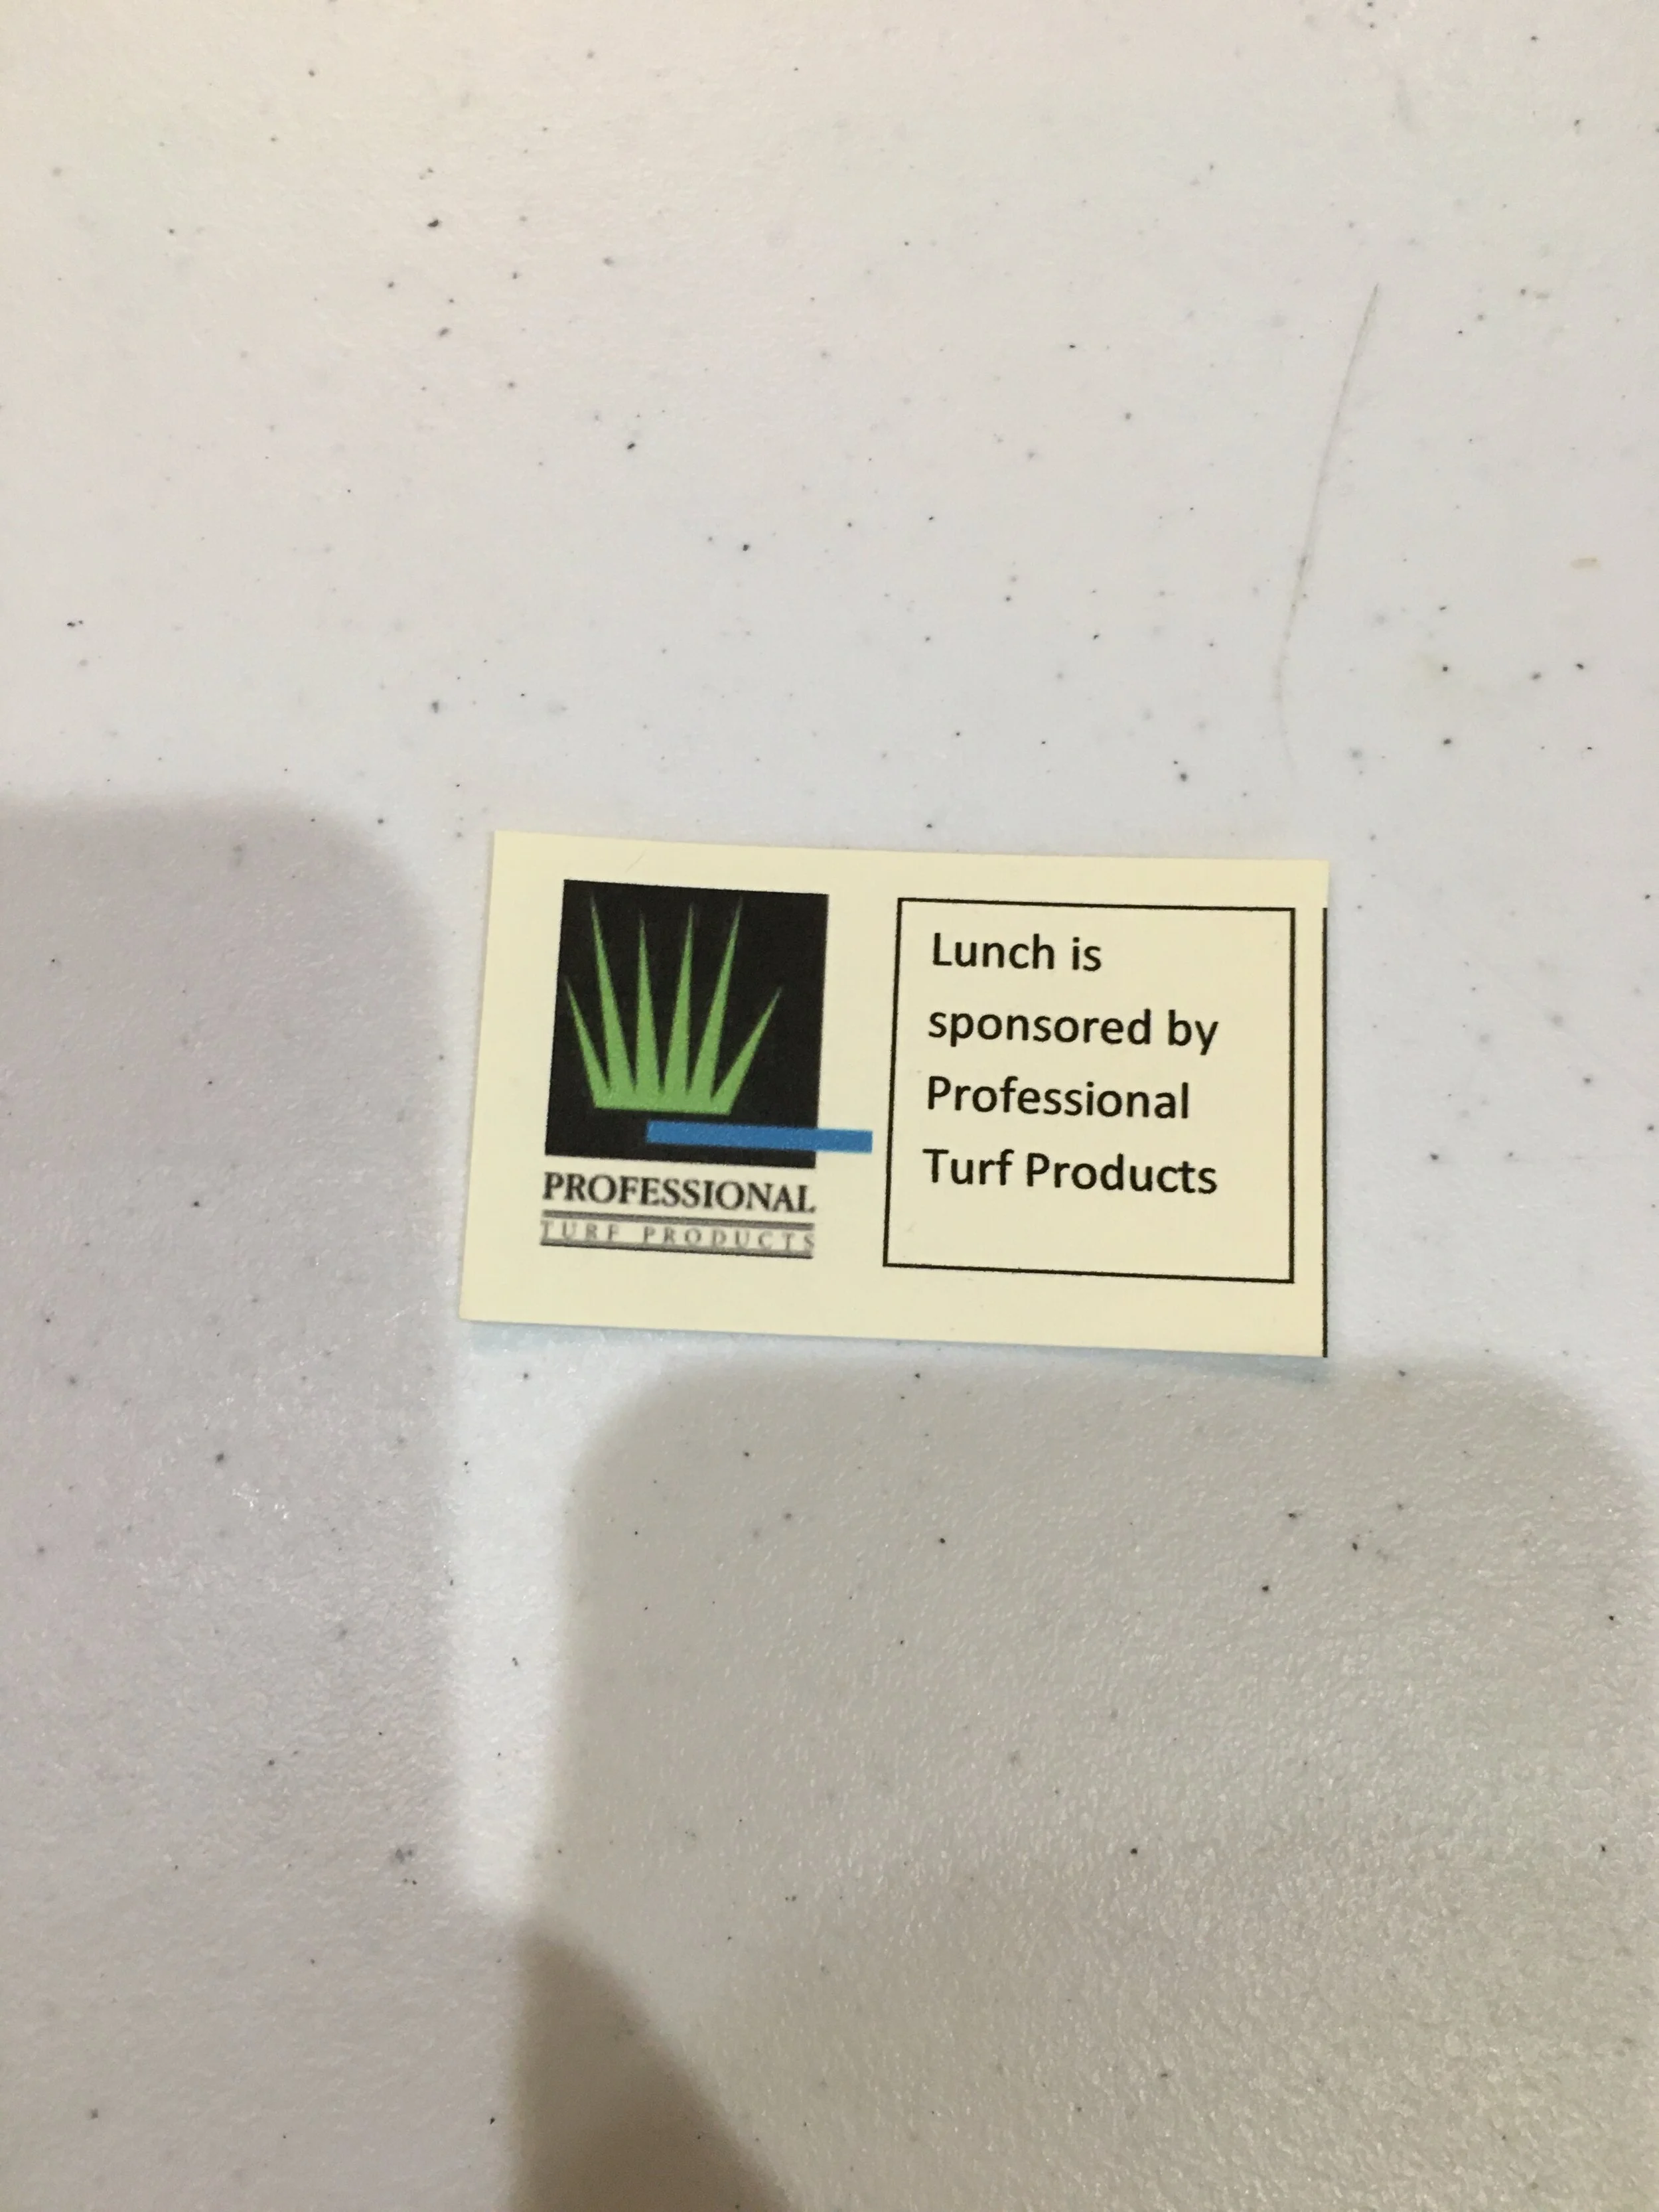 PROFESSIONAL
TURF PRODUCTS
Lunch is
sponsored by
Professional
Turf Products